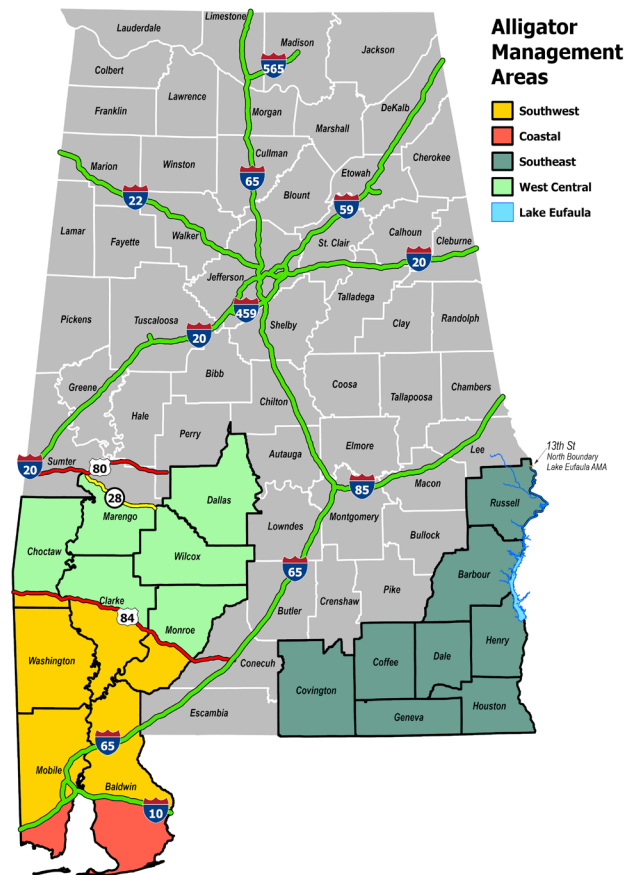 Alligator
Management
Areas
Southwest
Coastal
Southeast
West Central
Lake Eufaula
Limestone
Lauderdale
Madison
Jackson
565
Colbert
Lawrence
Franklin
Morgan
DeKalb
Marshall
Cullman
Marion
Winston
Cherokee
Etowah
65
Blount
22
59
Lamar
Fayette
Walker
St. Clair
Calhoun
Cleburne
20
Jefferson
Talladega
459
Pickens
Tuscaloosa
20
Shelby
Clay
Randolph
Bibb
Greene
Coosa
Chambers
Tallapoosa
Chilton
Hale
Perry
Elmore
Lee
13th St
North Boundary
Lake Eufaula AMA
Sumter
20
80
Autauga
85
Macon
28
Dallas
Russell
Marengo
Lowndes
Montgomery
Bullock
Choctaw
Wilcox
65
Barbour
Clarke
84
Butler
Crenshaw
Pike
Monroe
Henry
Washington
Conecuh
Coffee
Dale
Covington
Houston
Escambia
Geneva
65
Mobile
Baldwin
10